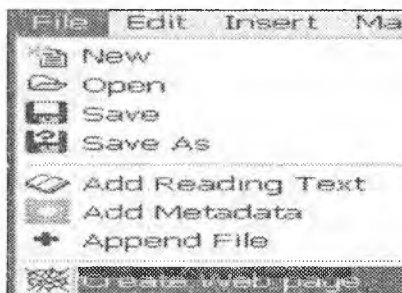 File Edit Insert Ma
New
Open
Save
Save As
Add Reading Text
Add Metadata
Append File
Create Web page